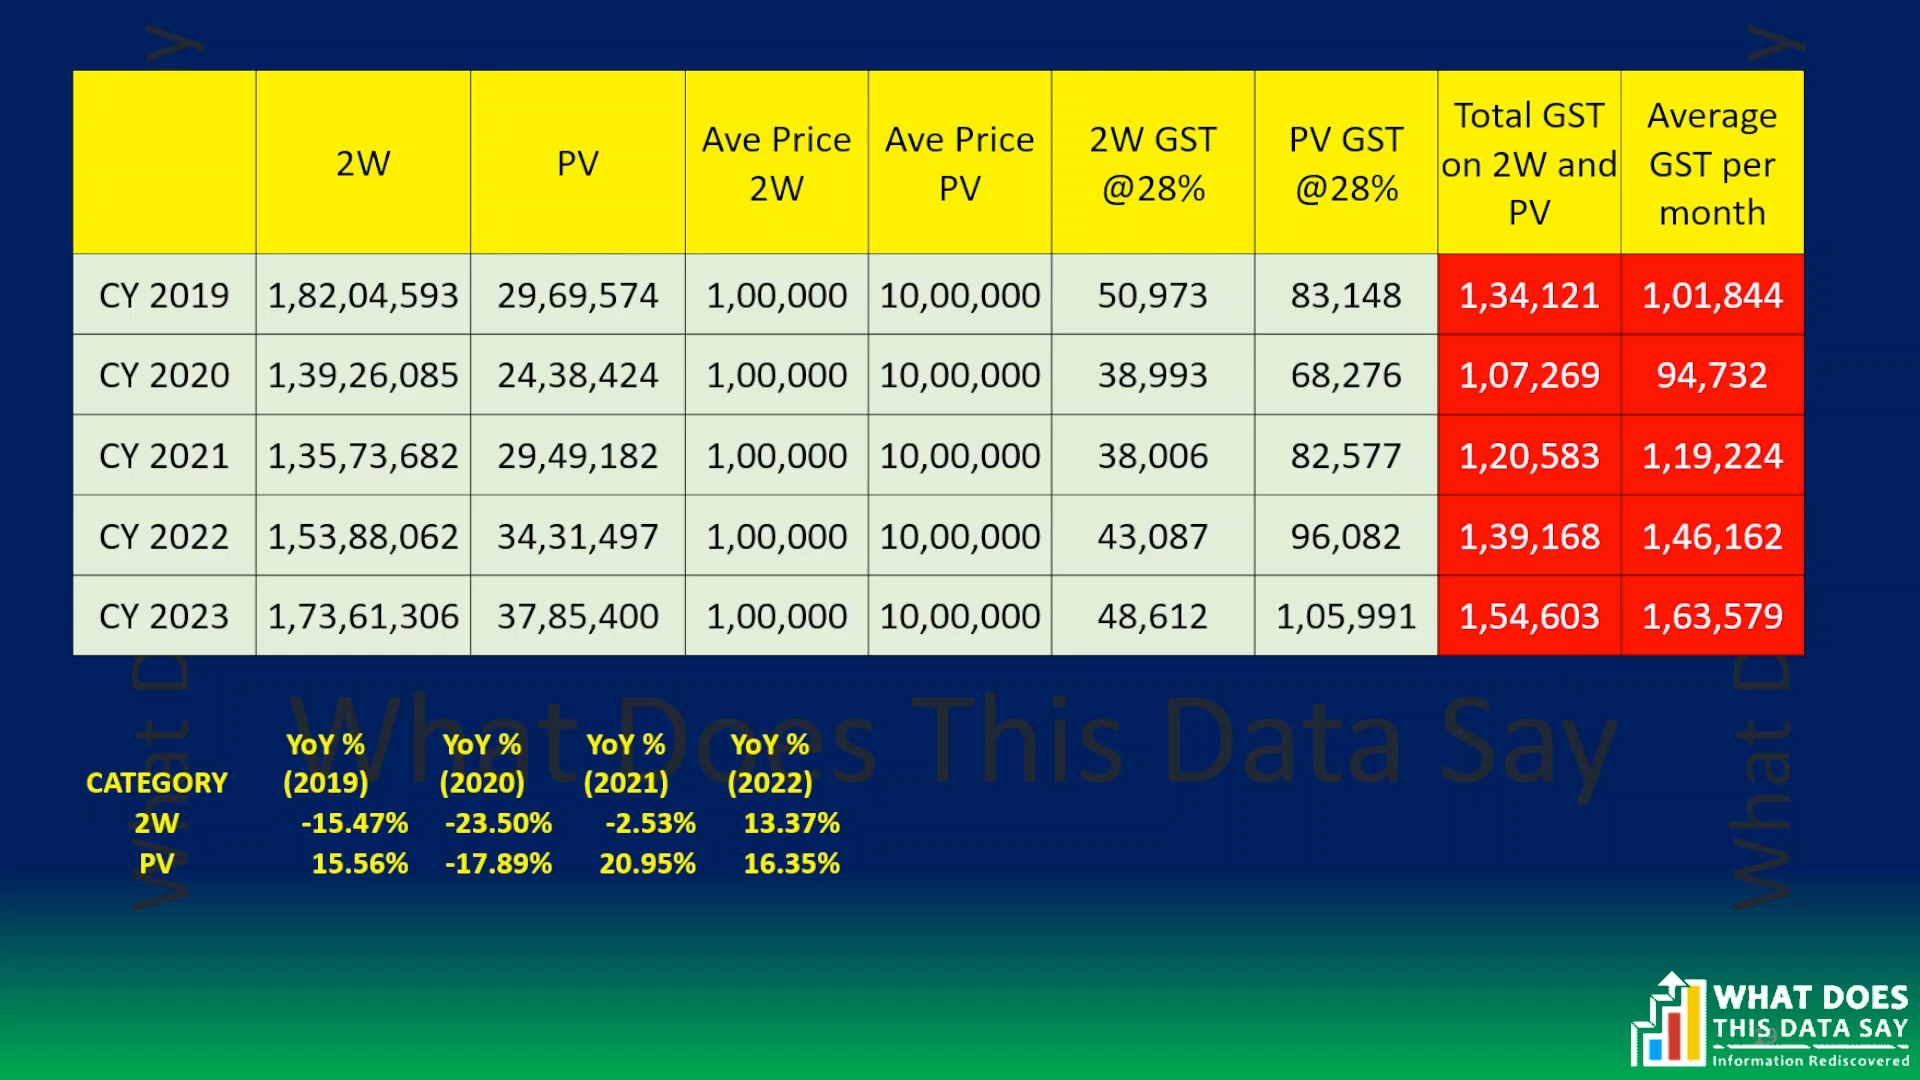 2W PV Ave Price 2W Ave Price PV 2W GST @28% PV GST @28% Total GST on 2W and PV Average GST per month
CY 2019 1,82,04,593 29,69,574 1,00,000 10,00,000 50,973 83,148 1,34,121 1,01,844
CY 2020 1,39,26,085 24,38,424 1,00,000 10,00,000 38,993 68,276 1,07,269 94,732
CY 2021 1,35,73,682 29,49,182 1,00,000 10,00,000 38,006 82,577 1,20,583 1,19,224
CY 2022 1,53,88,062 34,31,497 1,00,000 10,00,000 43,087 96,082 1,39,168 1,46,162
CY 2023 1,73,61,306 37,85,400 1,00,000 10,00,000 48,612 1,05,991 1,54,603 1,63,579
What Does This Data Say
CATEGORY YoY % (2019) YoY % (2020) YoY % (2021) YoY % (2022)
2W -15.47% -23.50% -2.53% 13.37%
PV 15.56% -17.89% 20.95% 16.35%
WHAT DOES
THIS DATA SAY
Information Rediscovered